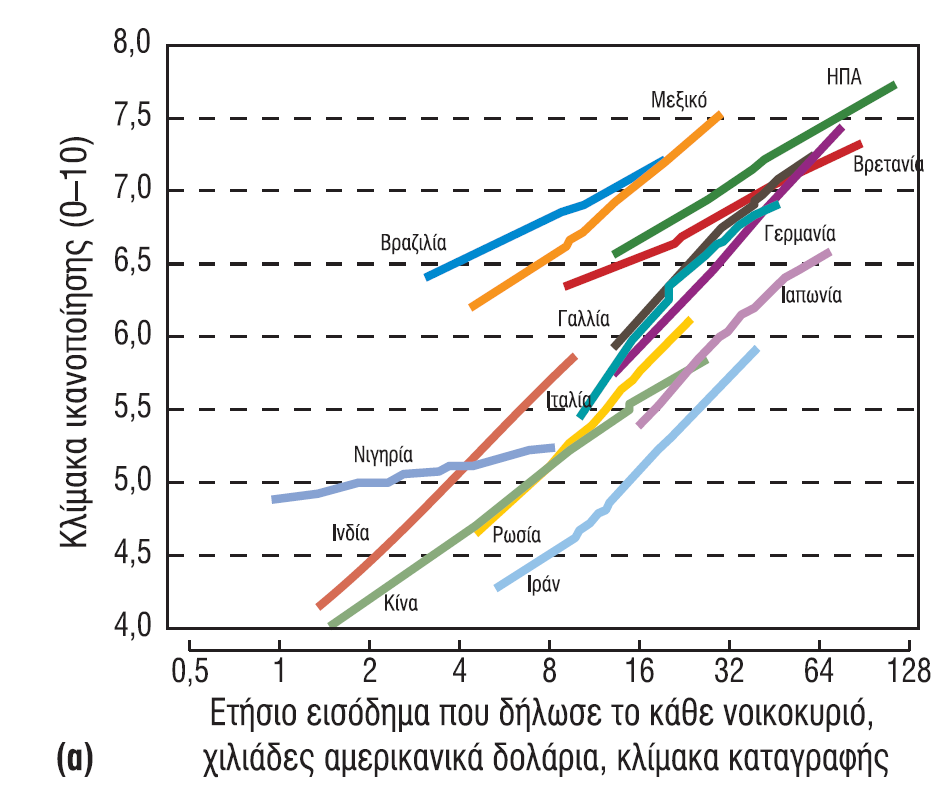 Κλίμακα ικανοποίησης (0–10)
8,0
7,5
7,0
6,5
6,0
5,5
5,0
4,5
4,0
ΗΠΑ
Μεξικό
Βρετανία
Βραζιλία
Γερμανία
Ιαπωνία
Γαλλία
Ιταλία
Νιγηρία
Ινδία
Ρωσία
Ιράν
Κίνα
0,5 1 2 4 8 16 32 64 128
Ετήσιο εισόδημα που δήλωσε το κάθε νοικοκυριό,
(α) χιλιάδες αμερικανικά δολάρια, κλίμακα καταγραφής